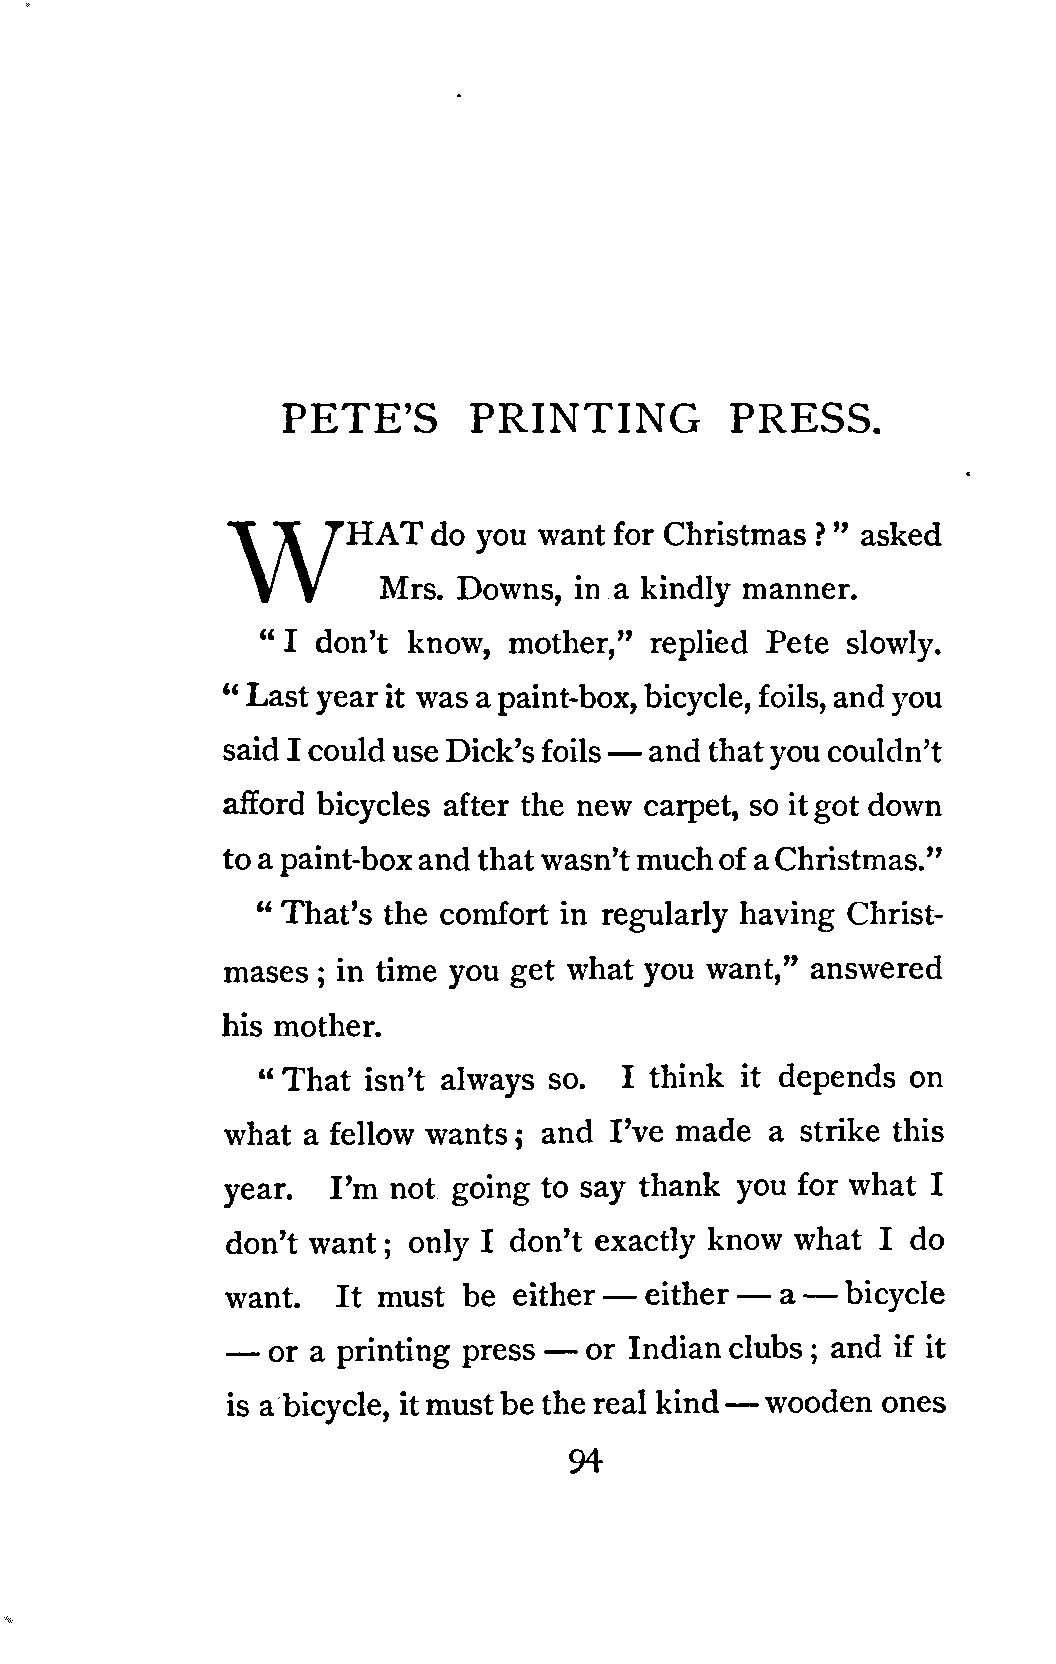 PETE'S PRINTING PRESS.
WHAT do you want for Christmas ? " asked
Mrs. Downs, in a kindly manner.
" I don't know, mother," replied Pete slowly.
" Last year it was a paint-box, bicycle, foils, and you
said I could use Dick's foils — and that you couldn't
afford bicycles after the new carpet, so it got down
to a paint-box and that wasn't much of a Christmas."
" That's the comfort in regularly having Christ-
mases ; in time you get what you want," answered
his mother.
" That isn't always so. I think it depends on
what a fellow wants ; and I've made a strike this
year. I'm not going to say thank you for what I
don't want ; only I don't exactly know what I do
want. It must be either — either — a — bicycle
— or a printing press — or Indian clubs ; and if it
is a bicycle, it must be the real kind — wooden ones
94